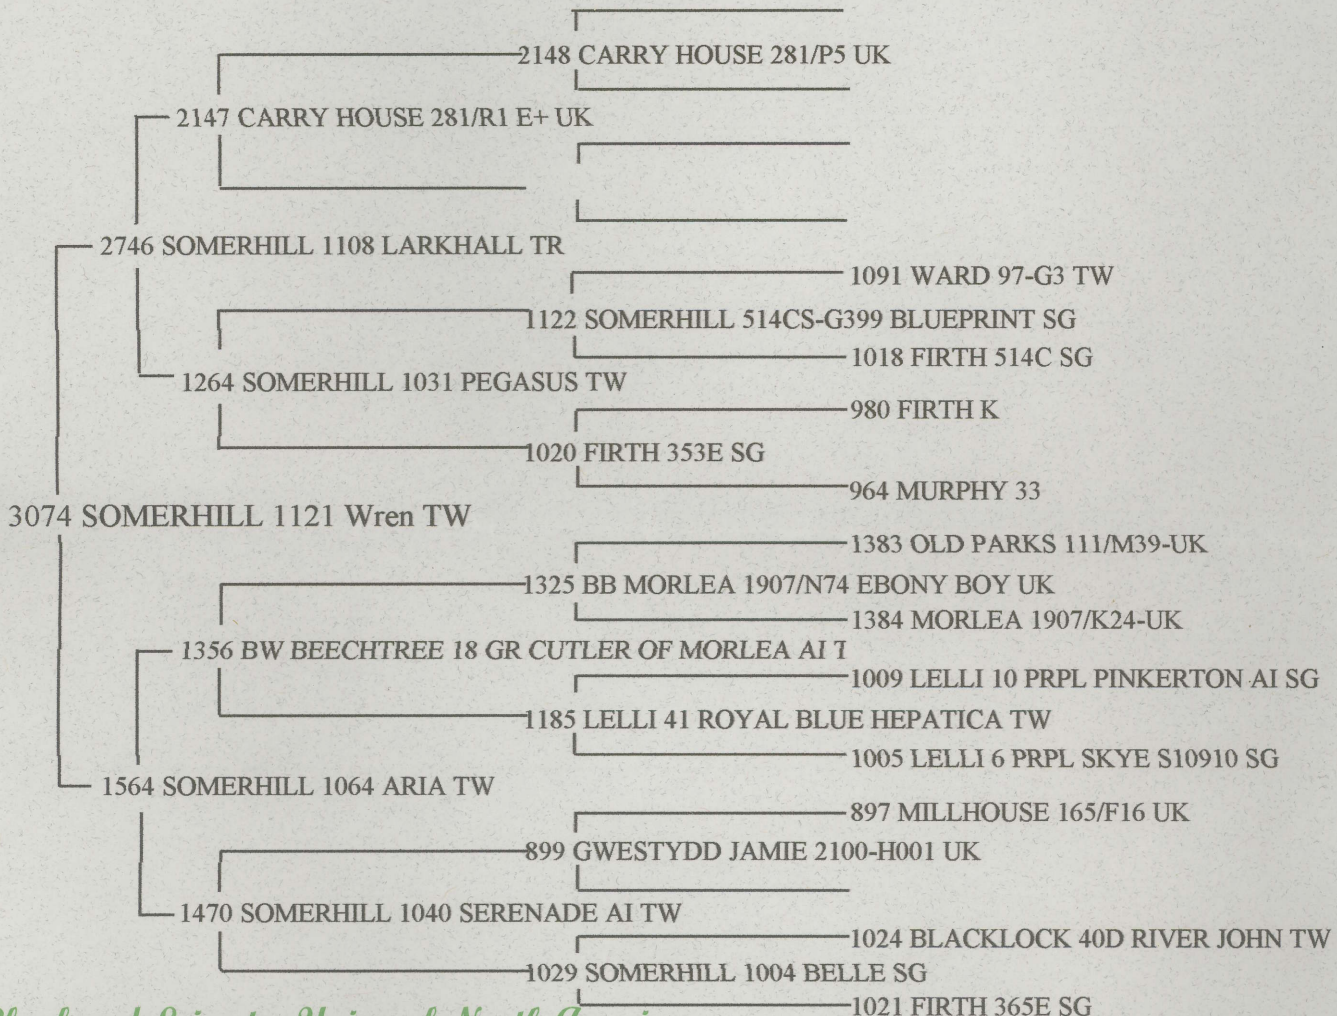 2148 CARRY HOUSE 281/P5 UK
2147 CARRY HOUSE 281/R1 E+ UK
2746 SOMERHILL 1108 LARKHALL TR
1091 WARD 97-G3 TW
1122 SOMERHILL 514CS-G399 BLUEPRINT SG
1018 FIRTH 514C SG
1264 SOMERHILL 1031 PEGASUS TW
980 FIRTH K
1020 FIRTH 353E SG
964 MURPHY 33
3074 SOMERHILL 1121 Wren TW
1383 OLD PARKS 111/M39-UK
1325 BB MORLEA 1907/N74 EBONY BOY UK
1384 MORLEA 1907/K24-UK
1356 BW BEECHTREE 18 GR CUTLER OF MORLEA AI
1009 LELLI 10 PRPL PINKERTON AI SG
1185 LELLI 41 ROYAL BLUE HEPATICA TW
1005 LELLI 6 PRPL SKYE S10910 SG
1564 SOMERHILL 1064 ARIA TW
897 MILLHOUSE 165/F16 UK
899 GWESTYDD JAMIE 2100-H001 UK
1470 SOMERHILL 1040 SERENADE AI TW
1024 BLACKLOCK 40D RIVER JOHN TW
1029 SOMERHILL 1004 BELLE SG
1021 FIRTH 365E SG